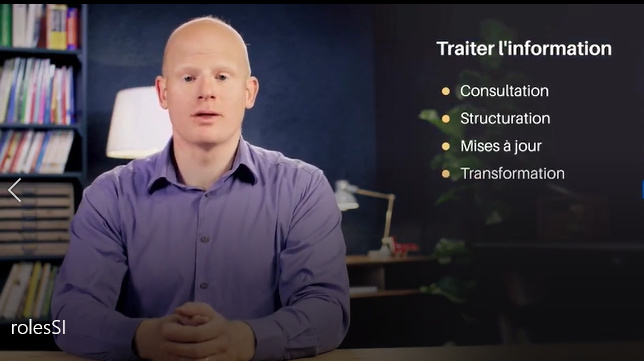 Traiter l'information
Consultation
Structuration
Mises à jour
Transformation
rolesSI